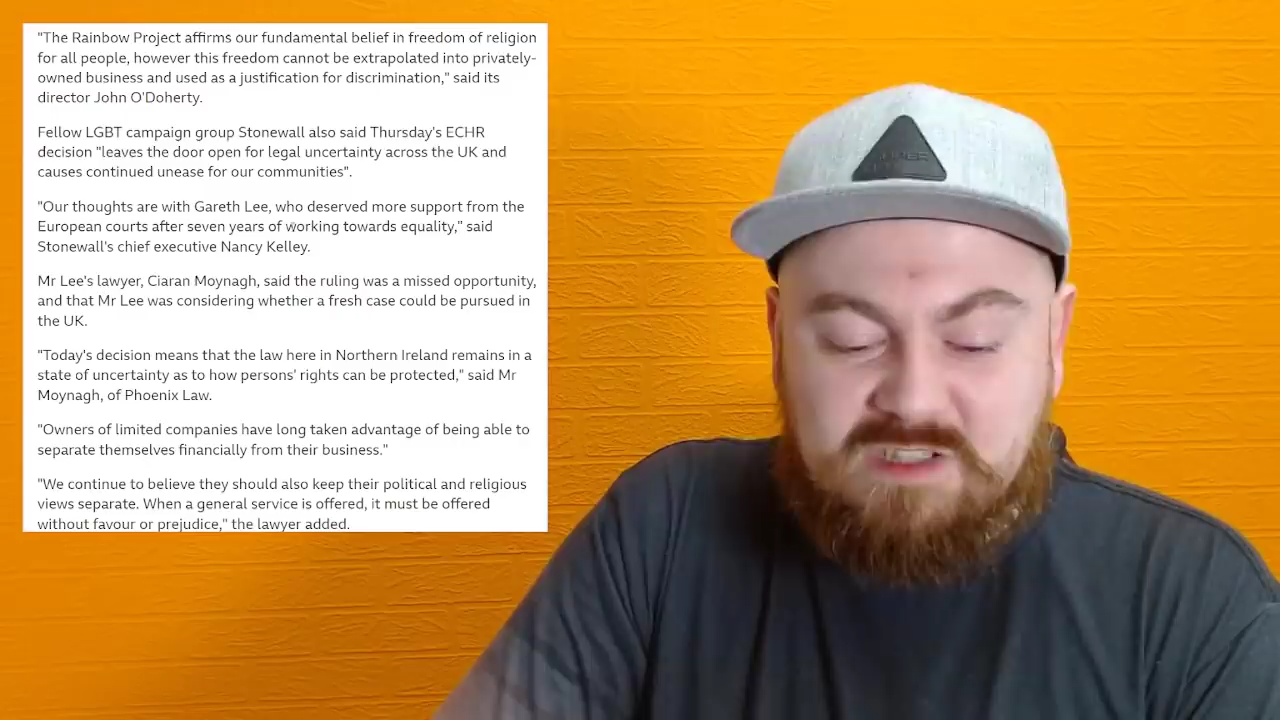 "The Rainbow Project affirms our fundamental belief in freedom of religion
for all people, however this freedom cannot be extrapolated into privately-
owned business and used as a justification for discrimination," said its
director John O'Doherty.
Fellow LGBT campaign group Stonewall also said Thursday's ECHR
decision "leaves the door open for legal uncertainty across the UK and
causes continued unease for our communities".
"Our thoughts are with Gareth Lee, who deserved more support from the
European courts after seven years of working towards equality," said
Stonewall's chief executive Nancy Kelley.
Mr Lee's lawyer, Ciaran Moynagh, said the ruling was a missed opportunity,
and that Mr Lee was considering whether a fresh case could be pursued in
the UK.
"Today's decision means that the law here in Northern Ireland remains in a
state of uncertainty as to how persons' rights can be protected," said Mr
Moynagh, of Phoenix Law.
"Owners of limited companies have long taken advantage of being able to
separate themselves financially from their business."
"We continue to believe they should also keep their political and religious
views separate. When a general service is offered, it must be offered
without favour or prejudice," the lawyer added.